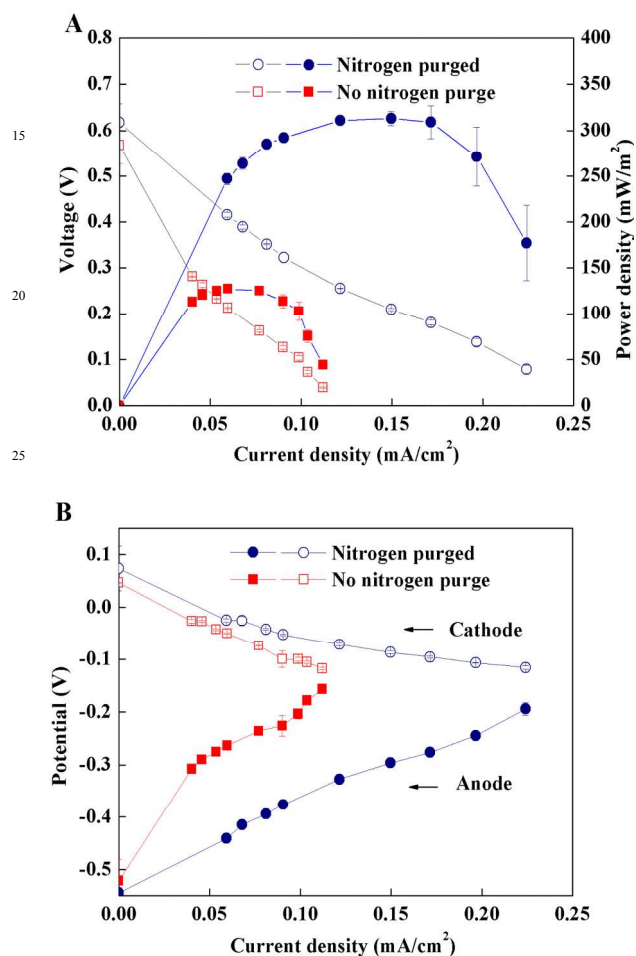 A
0.8
400
Nitrogen purged
No nitrogen purge
0.7
350
15
0.6
300
0.5
250
Voltage (V)
Power density (mW/m²)
0.4
200
20
0.3
150
0.2
100
0.1
50
0.0
0
0.00 0.05 0.10 0.15 0.20 0.25
25
Current density (mA/cm²)
B
0.1
Nitrogen purged
No nitrogen purge
0.0
Cathode
-0.1
Potential (V)
-0.2
-0.3
Anode
-0.4
-0.5
0.00 0.05 0.10 0.15 0.20 0.25
Current density (mA/cm²)